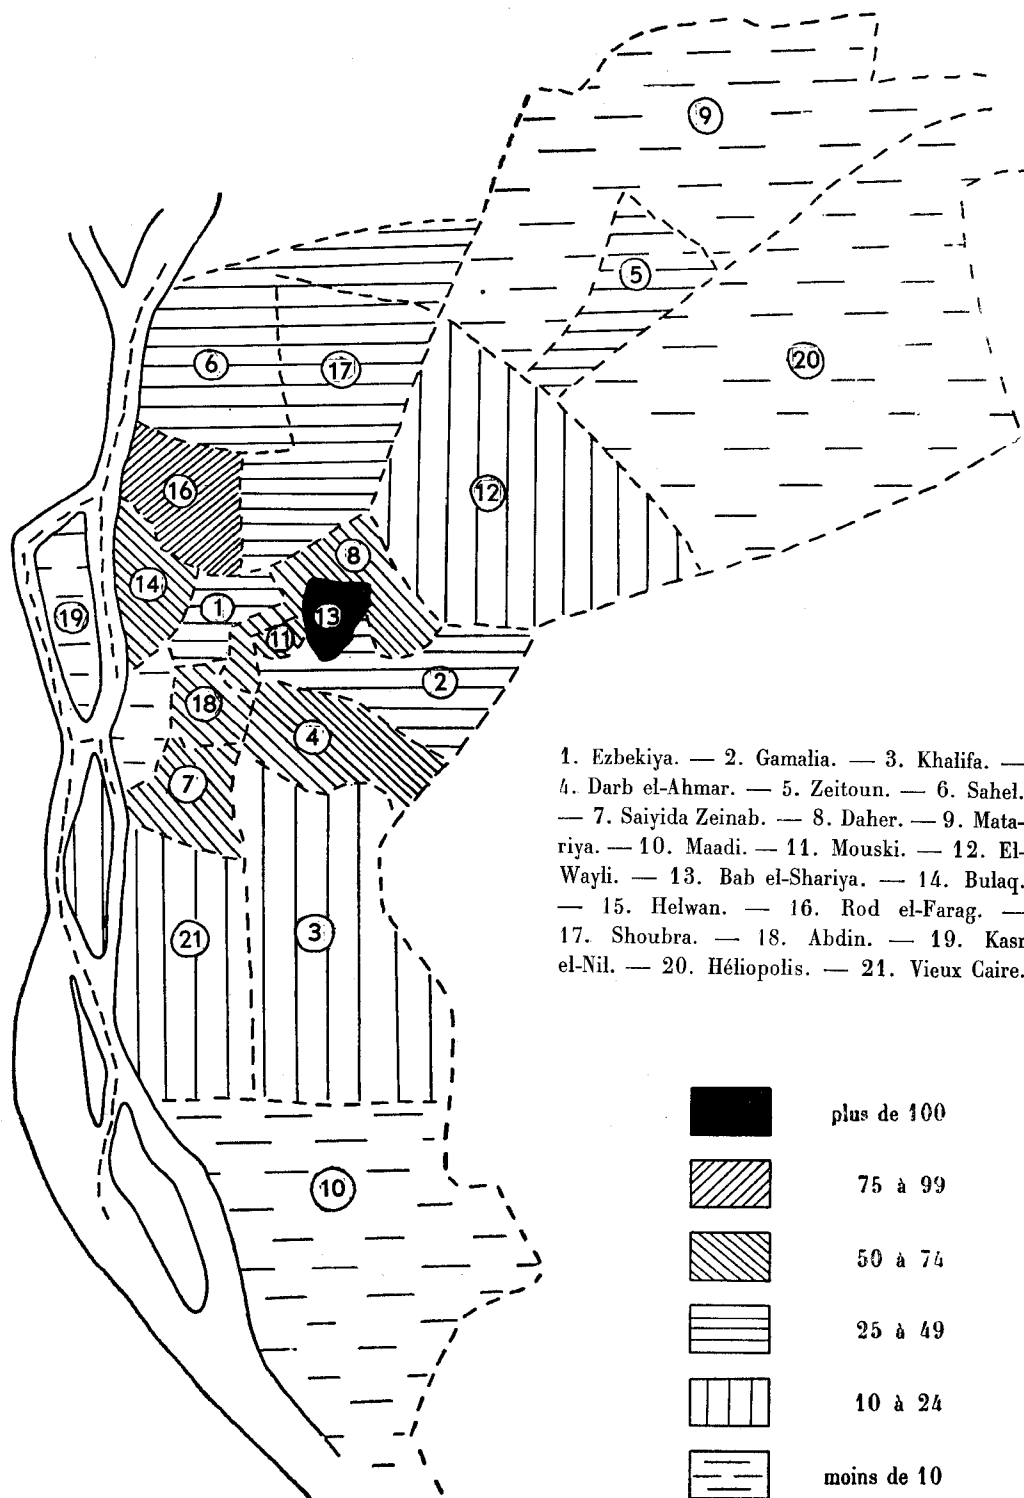 9
5
20
6
17
16
12
8
14
1
13
19
11
2
18
4
7
21
3
10
1. Ezbekiya. — 2. Gamalia. — 3. Khalifa. —
4. Darb el-Ahmar. — 5. Zeitoun. — 6. Sahel.
— 7. Saiyida Zeinab. — 8. Daher. — 9. Mata-
riya. — 10. Maadi. — 11. Mouski. — 12. El-
Wayli. — 13. Bab el-Shariya. — 14. Bulaq.
— 15. Helwan. — 16. Rod el-Farag. —
17. Shoubra. — 18. Abdin. — 19. Kasr
el-Nil. — 20. Héliopolis. — 21. Vieux Caire.
plus de 100
75 à 99
50 à 74
25 à 49
10 à 24
moins de 10